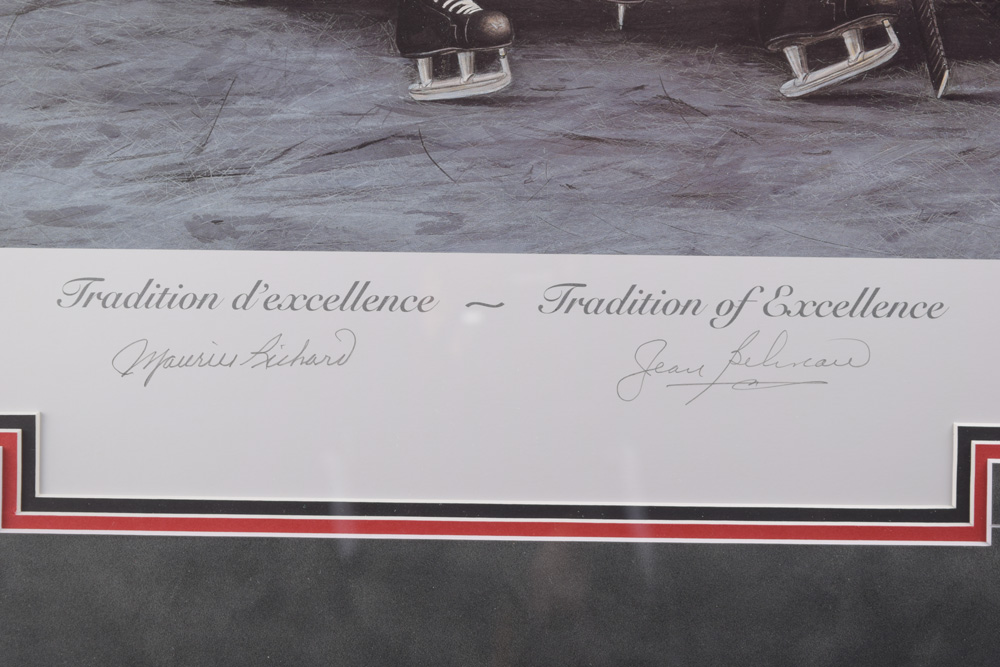 Tradition d'excellence ~ Tradition of Excellence
Maurice Richard Jean Beliveau